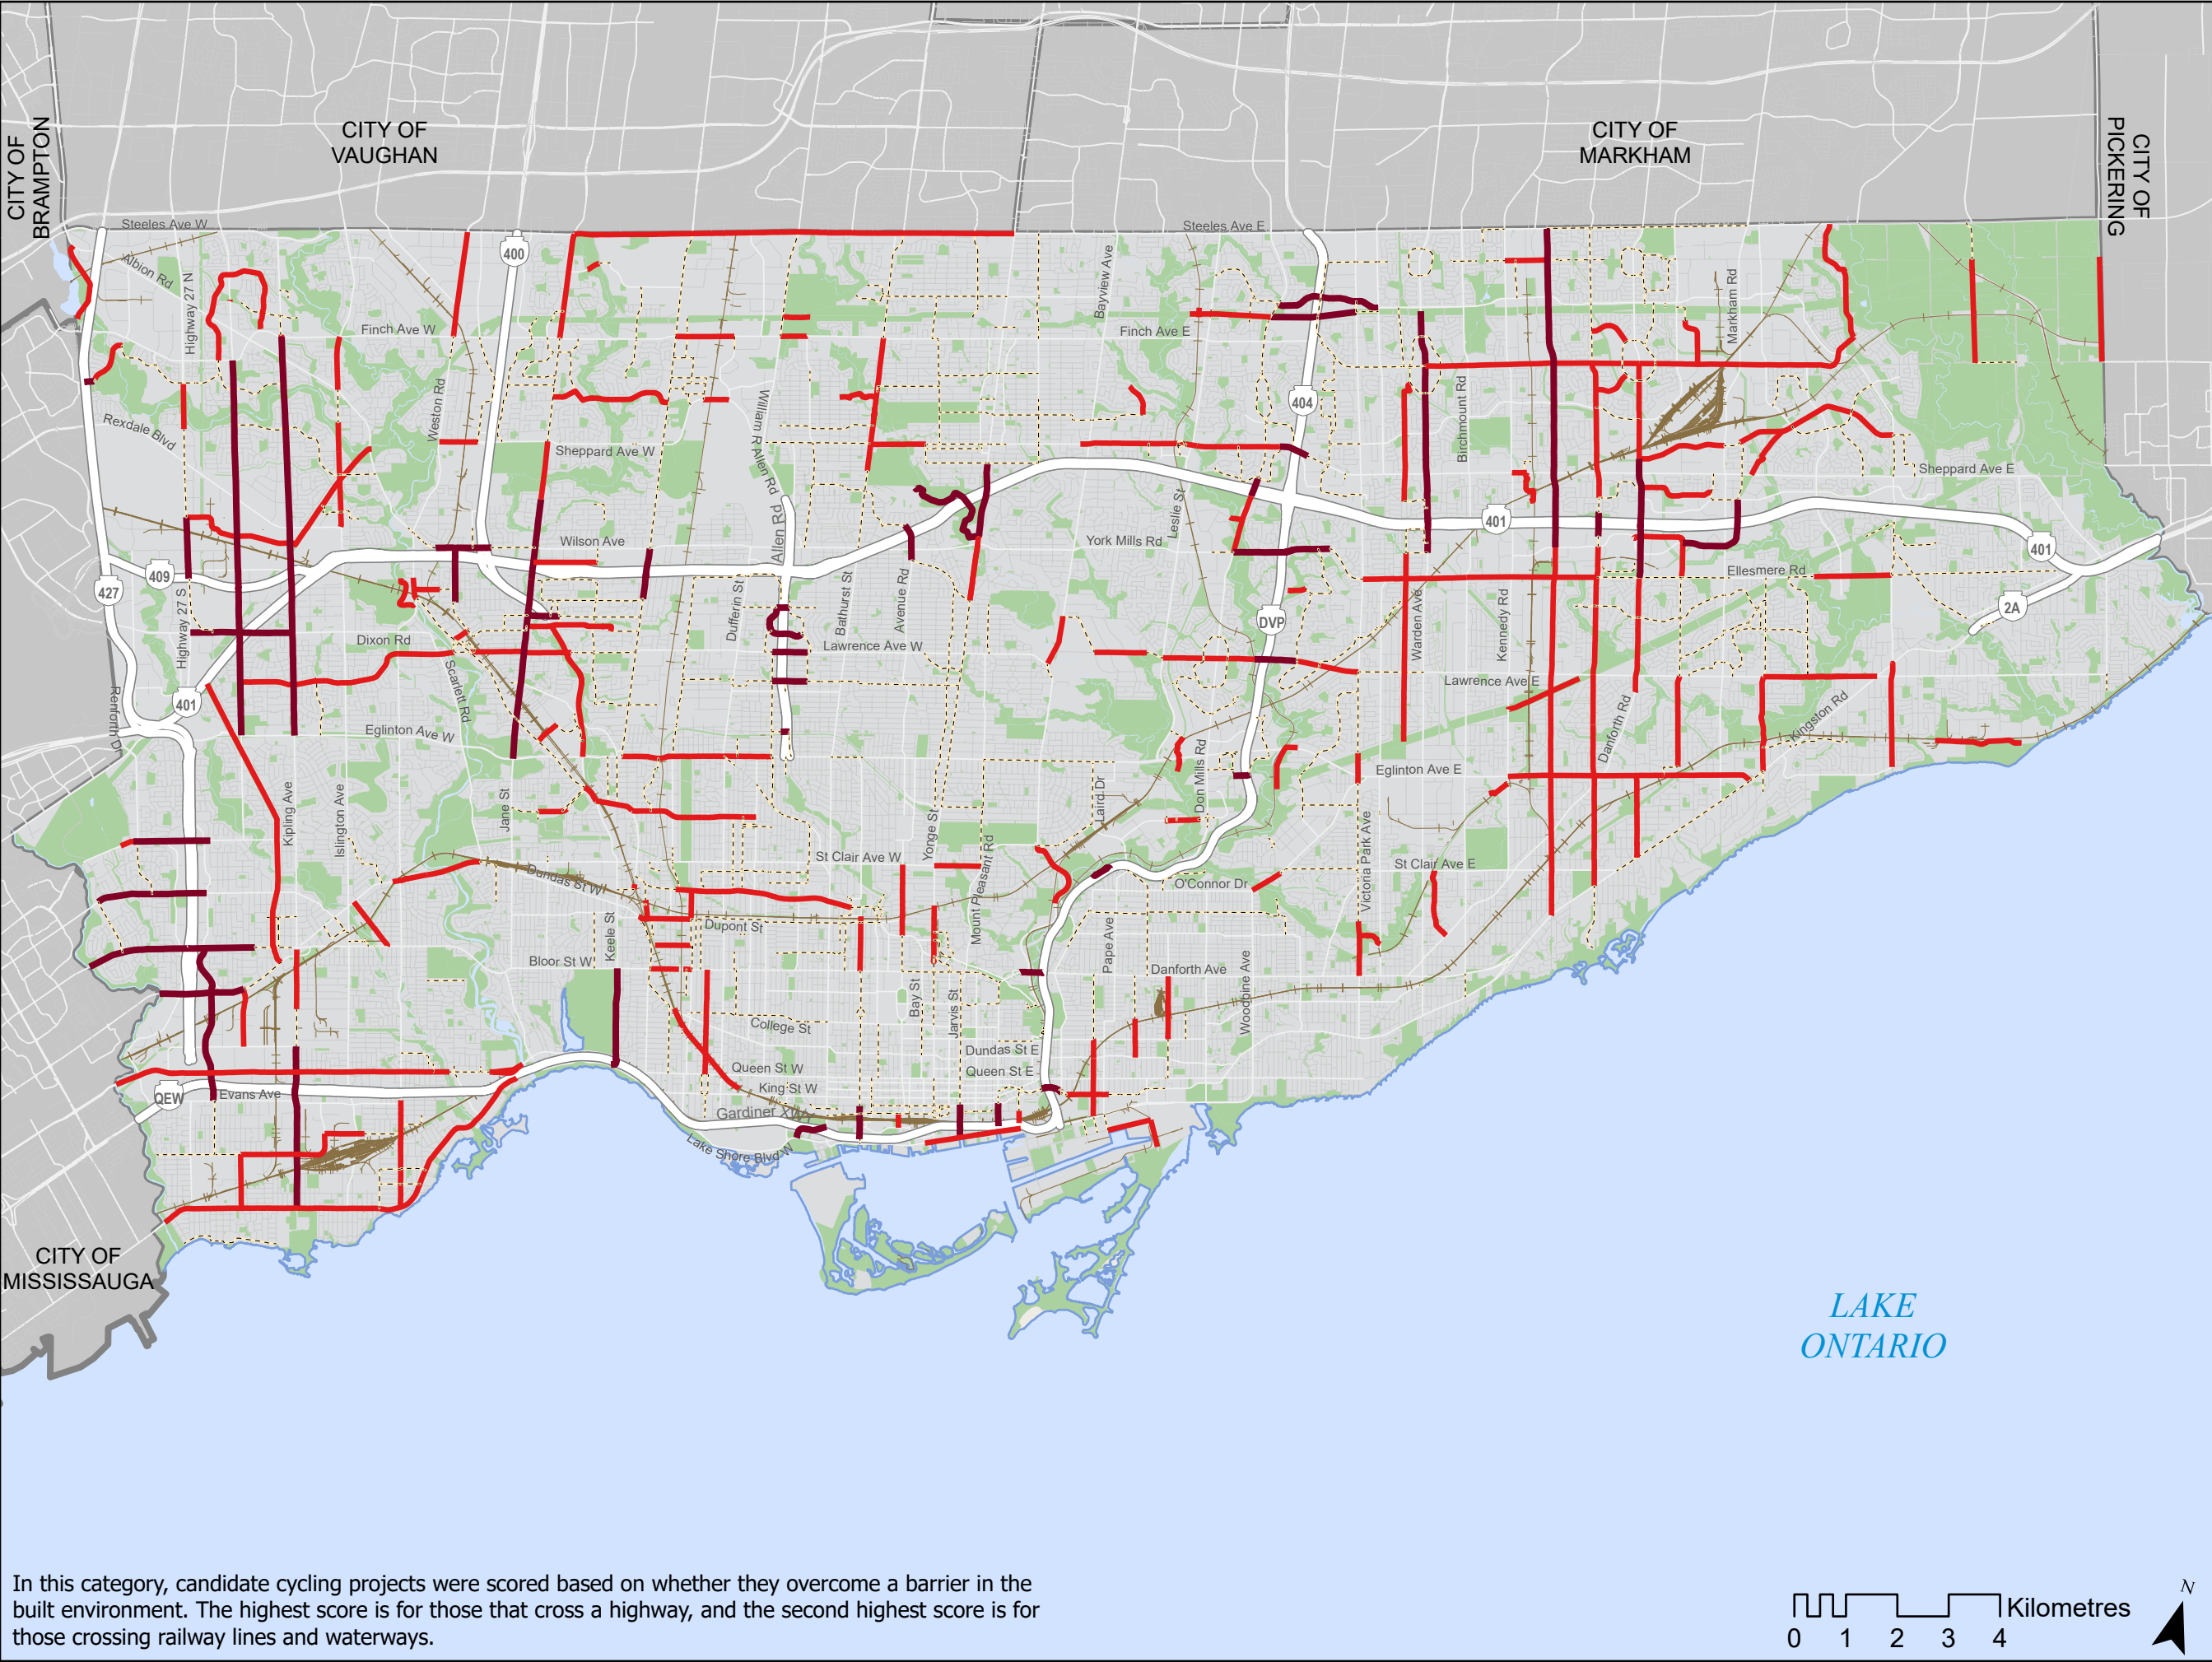 CITY OF
BRAMPTON
CITY OF
VAUGHAN
CITY OF
MARKHAM
CITY OF
PICKERING
Steeles Ave W
Steeles Ave E
400
Albion Rd
Highway 27 N
Bayview Ave
Markham Rd
Finch Ave W
Finch Ave E
Weston Rd
William R Allen Rd
404
Birchmount Rd
Rexdale Blvd
Sheppard Ave W
Sheppard Ave E
Leslie St
Allen Rd
401
Wilson Ave
York Mills Rd
401
409
427
Ellesmere Rd
Highway 27 S
Dufferin St
Bathurst St
Avenue Rd
Warden Ave
Kennedy Rd
2A
DVP
Dixon Rd
Lawrence Ave W
Scarlett Rd
Lawrence Ave E
Renforth Dr
401
Danforth Rd
Kingston Rd
Eglinton Ave W
Eglinton Ave E
Don Mills Rd
Laird Dr
Kipling Ave
Islington Ave
Jane St
Yonge St
Mount Pleasant Rd
Victoria Park Ave
St Clair Ave W
St Clair Ave E
Dundas St W
O'Connor Dr
Keele St
Dupont St
Pape Ave
Bloor St W
Danforth Ave
Woodbine Ave
Bay St
Jarvis St
College St
Dundas St E
Queen St W
Queen St E
King St W
QEW
Evans Ave
Gardiner
Lake Shore Blvd W
CITY OF
MISSISSAUGA
LAKE
ONTARIO
In this category, candidate cycling projects were scored based on whether they overcome a barrier in the
built environment. The highest score is for those that cross a highway, and the second highest score is for
those crossing railway lines and waterways.
N
Kilometres
0 1 2 3 4